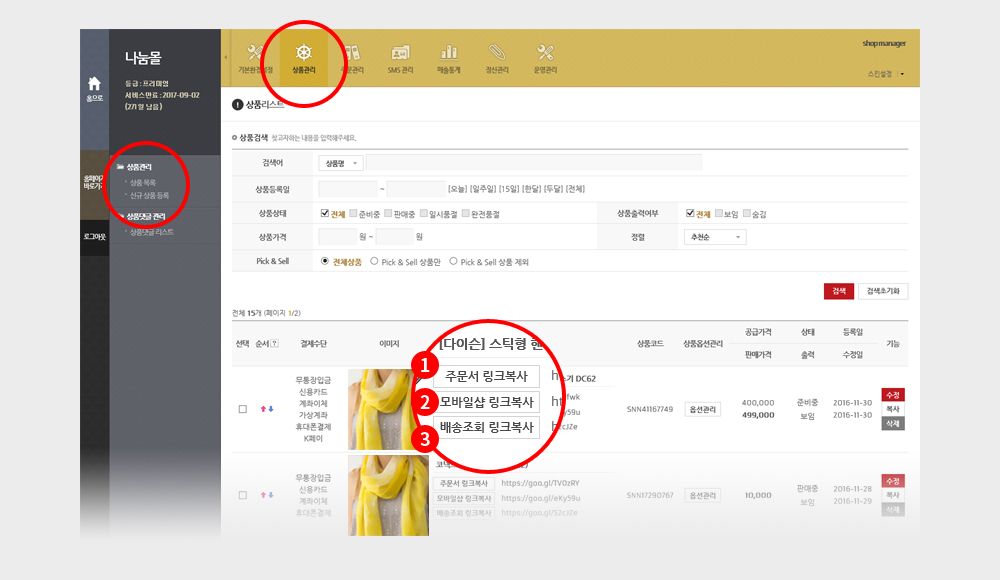 나눔몰
등급 : 프리미엄
서비스만료 : 2017-09-02
(271일 남음)
홈으로
홈페이지
바로가기
로그아웃
상품관리
상품 목록
신규 상품 등록
상품댓글 관리
상품댓글 리스트
기본환경설정
상품관리
주문관리
SMS 관리
매출통계
정산관리
운영관리
shop manager
스킨설정
상품리스트
상품검색 찾고자하는 내용을 입력해주세요.
검색어 상품명
상품등록일 ~ [오늘] [일주일] [15일] [한달] [두달] [전체]
상품상태 전체 준비중 판매중 일시품절 완전품절 상품출력여부 전체 보임 숨김
상품가격 원 ~ 원 정렬 추천순
Pick & Sell 전체상품 Pick & Sell 상품만 Pick & Sell 상품 제외
검색 검색초기화
전체 15개 (페이지 1/2)
선택 순서 ? 결제수단 이미지 상품코드 상품옵션관리 공급가격 상태 등록일 기능
판매가격 출력 수정일
[다이슨] 스틱형
DC62
1 주문서 링크복사
2 모바일샵 링크복사
3 배송조회 링크복사
무통장입금
신용카드
계좌이체
가상계좌
휴대폰결제
K페이
SNN41167749 옵션관리
400,000 준비중 2016-11-30
499,000 보임 2016-11-30
수정
복사
삭제
무통장입금
신용카드
계좌이체
휴대폰결제
주문서 링크복사 https://goo.gl/TVOzRY
모바일샵 링크복사 https://goo.gl/eKy59u
배송조회 링크복사 https://goo.gl/S2cJZe
SNN17290767 옵션관리 10,000
판매중 2016-11-28
보임 2016-11-29
수정
복사
삭제